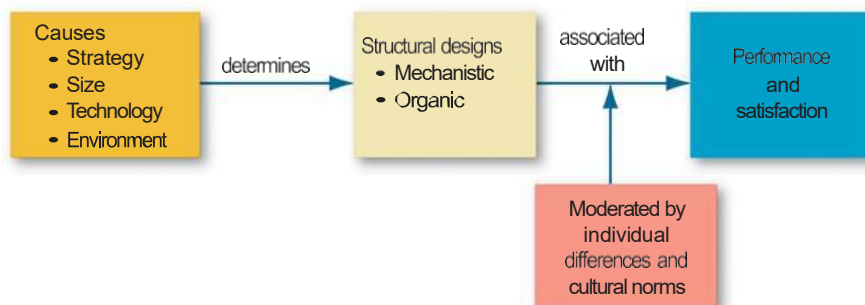 Causes
• Strategy
• Size
• Technology
• Environment
determines
Structural designs
• Mechanistic
• Organic
associated
with
Performance
and
satisfaction
Moderated by
individual
differences and
cultural norms